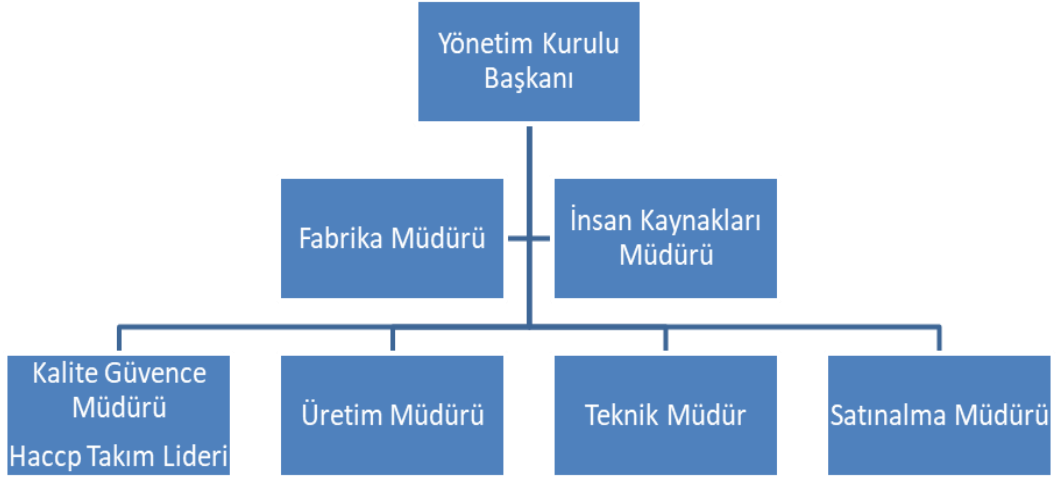 Yönetim Kurulu
Başkanı
Fabrika Müdürü
İnsan Kaynakları
Müdürü
Kalite Güvence
Müdürü
Haccp Takım Lideri
Üretim Müdürü
Teknik Müdür
Satınalma Müdürü